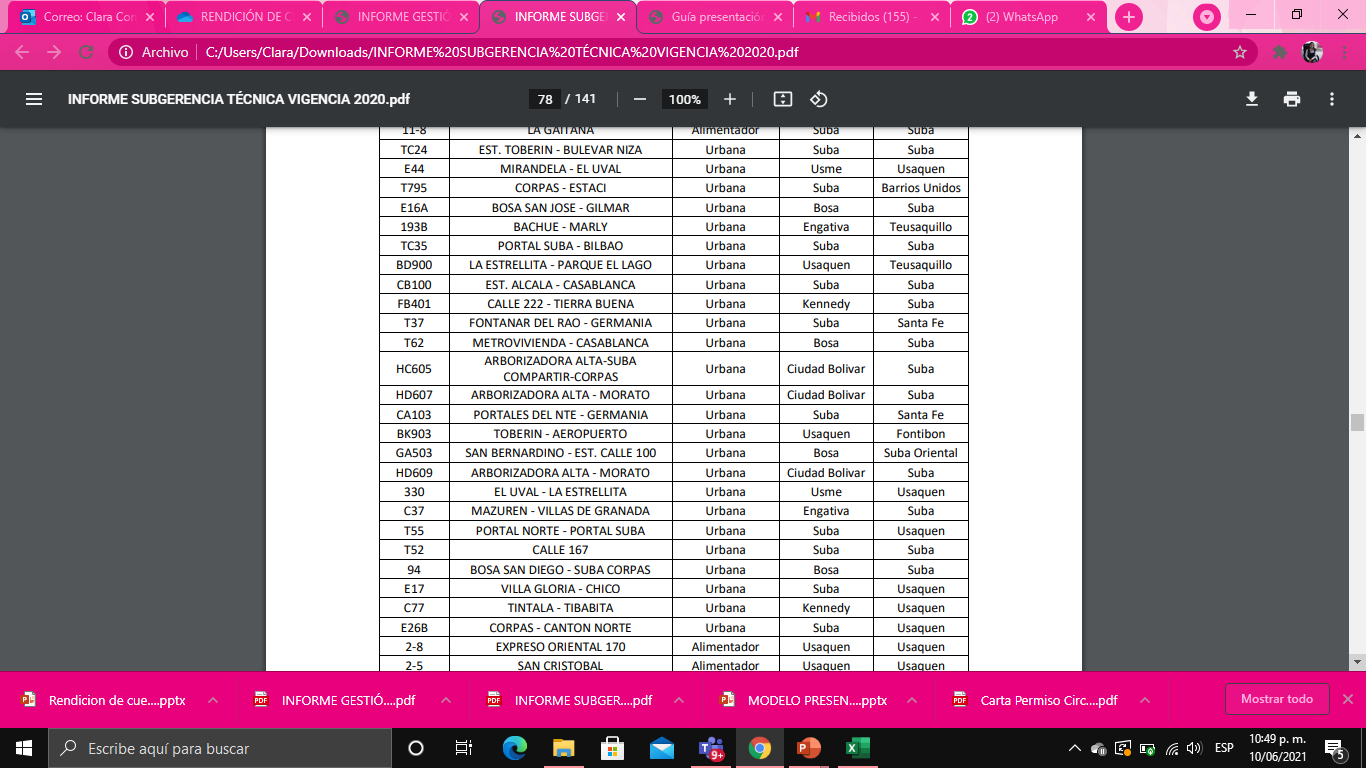 Correo: Clara Con
RENDICIÓN DE C
INFORME GESTIÓ
INFORME SUBGER
Guía presentación
Recibidos (155) -
(2) WhatsApp
Archivo C:/Users/Clara/Downloads/INFORME%20SUBGERENCIA%20TÉCNICA%20VIGENCIA%202020.pdf
INFORME SUBGERENCIA TÉCNICA VIGENCIA 2020.pdf 78 / 141 100%
11-8 LA GAITANA Alimentador Suba Suba
TC24 EST. TOBERIN - BULEVAR NIZA Urbana Suba Suba
E44 MIRANDELA - EL UVAL Urbana Usme Usaquen
T795 CORPAS - ESTACI Urbana Suba Barrios Unidos
E16A BOSA SAN JOSE - GILMAR Urbana Bosa Suba
193B BACHUE - MARLY Urbana Engativa Teusaquillo
TC35 PORTAL SUBA - BILBAO Urbana Suba Suba
BD900 LA ESTRELLITA - PARQUE EL LAGO Urbana Usaquen Teusaquillo
CB100 EST. ALCALA - CASABLANCA Urbana Suba Suba
FB401 CALLE 222 - TIERRA BUENA Urbana Kennedy Suba
T37 FONTANAR DEL RAO - GERMANIA Urbana Suba Santa Fe
T62 METROVIVIENDA - CASABLANCA Urbana Bosa Suba
HC605 ARBORIZADORA ALTA-SUBA
COMPARTIR-CORPAS Urbana Ciudad Bolivar Suba
HD607 ARBORIZADORA ALTA - MORATO Urbana Ciudad Bolivar Suba
CA103 PORTALES DEL NTE - GERMANIA Urbana Suba Santa Fe
BK903 TOBERIN - AEROPUERTO Urbana Usaquen Fontibon
GA503 SAN BERNARDINO - EST. CALLE 100 Urbana Bosa Suba Oriental
HD609 ARBORIZADORA ALTA - MORATO Urbana Ciudad Bolivar Suba
330 EL UVAL - LA ESTRELLITA Urbana Usme Usaquen
C37 MAZUREN - VILLAS DE GRANADA Urbana Engativa Suba
T55 PORTAL NORTE - PORTAL SUBA Urbana Suba Usaquen
T52 CALLE 167 Urbana Suba Suba
94 BOSA SAN DIEGO - SUBA CORPAS Urbana Bosa Suba
E17 VILLA GLORIA - CHICO Urbana Suba Usaquen
C77 TINTALA - TIBABITA Urbana Kennedy Usaquen
E26B CORPAS - CANTON NORTE Urbana Suba Usaquen
2-8 EXPRESO ORIENTAL 170 Alimentador Usaquen Usaquen
2-5 SAN CRISTOBAL Alimentador Usaquen Usaquen
Rendicion de cue....pptx
INFORME GESTIÓ....pdf
INFORME SUBGER....pdf
MODELO PRESEN....pptx
Carta Permiso Circ....pdf
Mostrar todo
Escribe aquí para buscar
9+
ESP
10:49 p. m.
10/06/2021
5